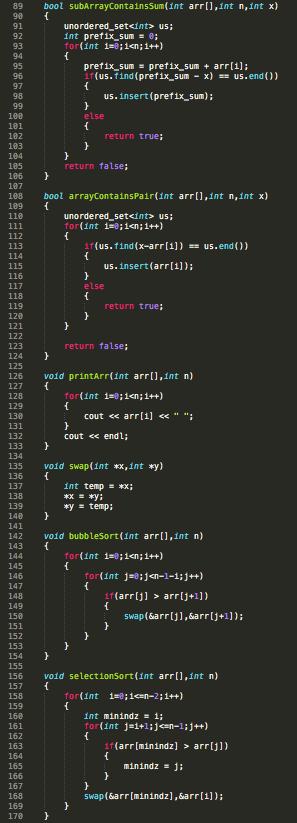 89 bool subArrayContainsSum(int arr[],int n,int x)
90 {
91 unordered_set<int> us;
92 int prefix_sum = 0;
93 for(int i=0;i<n;i++)
94 {
95 prefix_sum = prefix_sum + arr[i];
96 if(us.find(prefix_sum - x) == us.end())
97 {
98 us.insert(prefix_sum);
99 }
100 else
101 {
102 return true;
103 }
104 }
105 return false;
106 }
107
108 bool arrayContainsPair(int arr[],int n,int x)
109 {
110 unordered_set<int> us;
111 for(int i=0;i<n;i++)
112 {
113 if(us.find(x-arr[i]) == us.end())
114 {
115 us.insert(arr[i]);
116 }
117 else
118 {
119 return true;
120 }
121 }
122
123 return false;
124 }
125
126 void printArr(int arr[],int n)
127 {
128 for(int i=0;i<n;i++)
129 {
130 cout << arr[i] << " ";
131 }
132 cout << endl;
133 }
134
135 void swap(int *x,int *y)
136 {
137 int temp = *x;
138 *x = *y;
139 *y = temp;
140 }
141
142 void bubbleSort(int arr[],int n)
143 {
144 for(int i=0;i<n;i++)
145 {
146 for(int j=0;j<n-1-i;j++)
147 {
148 if(arr[j] > arr[j+1])
149 {
150 swap(&arr[j],&arr[j+1]);
151 }
152 }
153 }
154 }
155
156 void selectionSort(int arr[],int n)
157 {
158 for(int i=0;i<=n-2;i++)
159 {
160 int minindz = i;
161 for(int j=i+1;j<=n-1;j++)
162 {
163 if(arr[minindz] > arr[j])
164 {
165 minindz = j;
166 }
167 }
168 swap(&arr[minindz],&arr[i]);
169 }
170 }